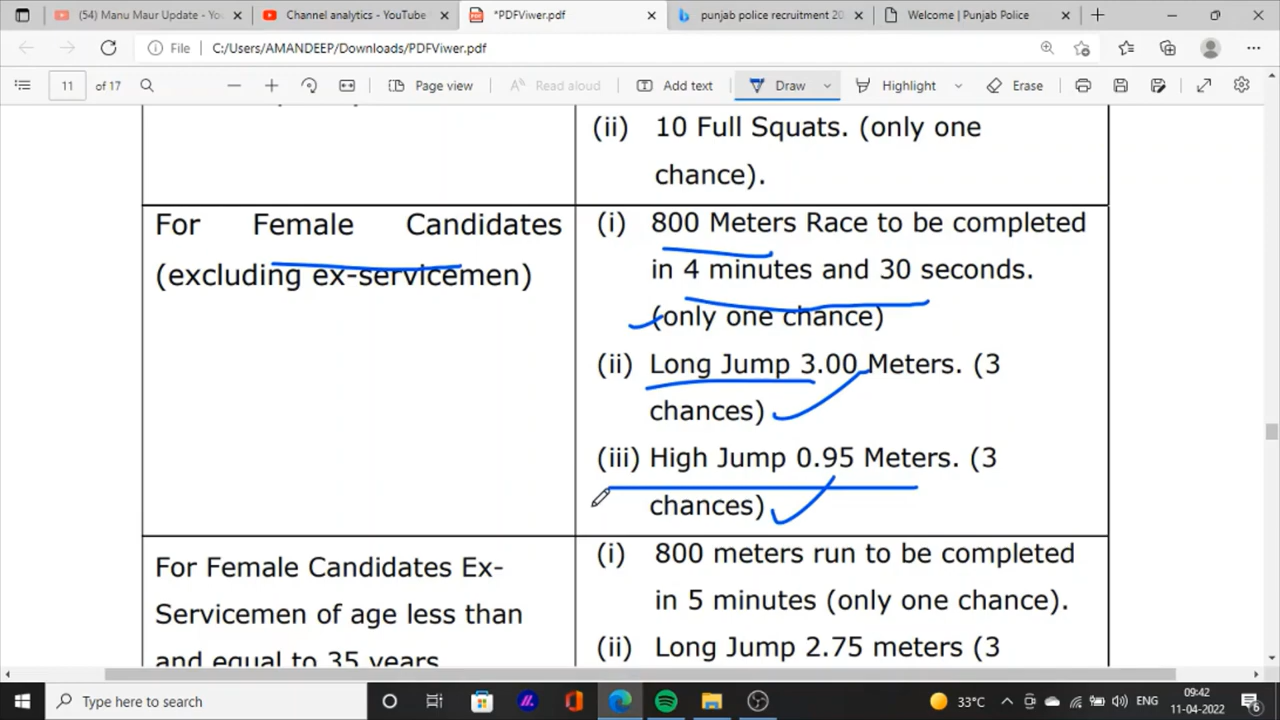 (54) Manu Maur Update - Yo
Channel analytics - YouTube
*PDFViwer.pdf
punjab police recruitment 20
Welcome | Punjab Police
File
C:/Users/AMANDEEP/Downloads/PDFViwer.pdf
11 of 17
Page view
Read aloud
Add text
Draw
Highlight
Erase
(ii) 10 Full Squats. (only one
chance).
For Female Candidates
(excluding ex-servicemen)
(i) 800 Meters Race to be completed
in 4 minutes and 30 seconds.
(only one chance)
(ii) Long Jump 3.00 Meters. (3
chances)
(iii) High Jump 0.95 Meters. (3
chances)
For Female Candidates Ex-
Servicemen of age less than
and equal to 35 years
(i) 800 meters run to be completed
in 5 minutes (only one chance).
(ii) Long Jump 2.75 meters (3
Type here to search
33°C
ENG
09:42
11-04-2022
6